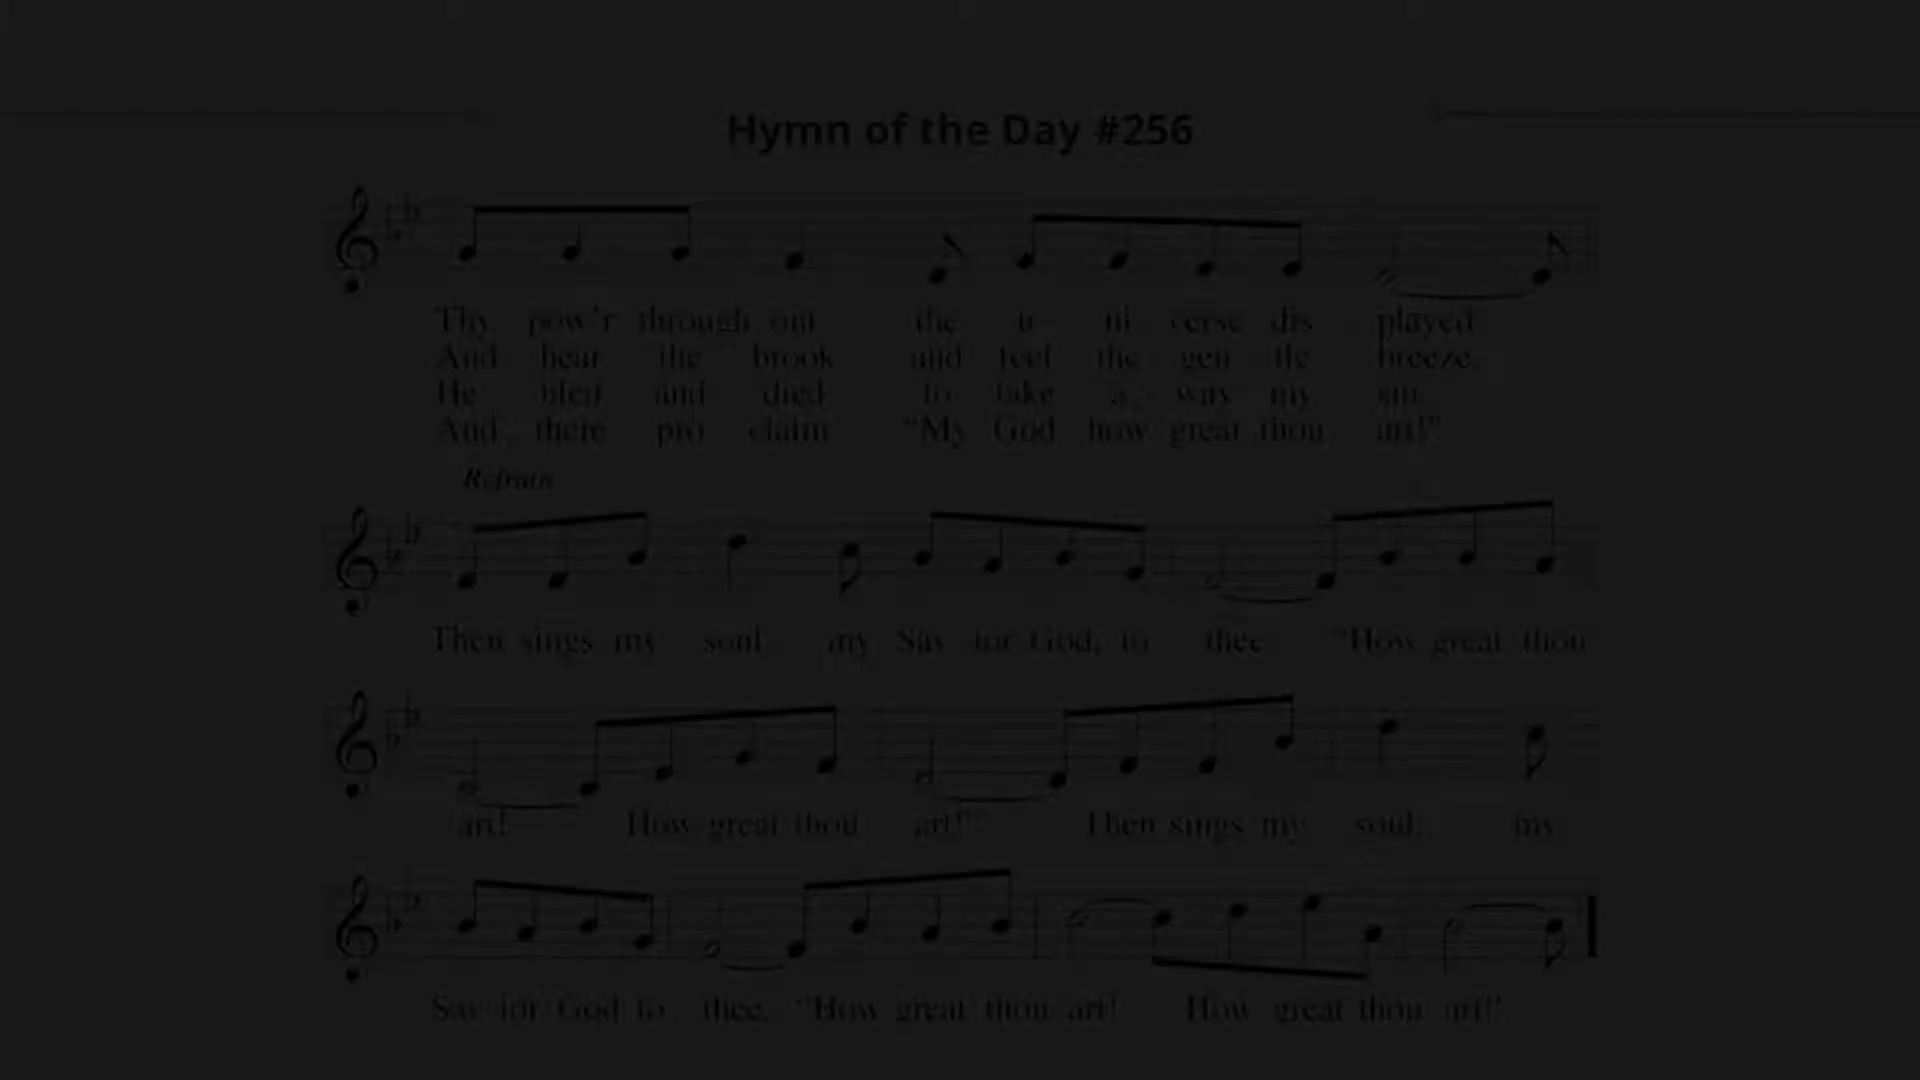 Hymn of the Day #256
Thy pow'r through out the u ni verse dis played
And hear the brook and feel the gen tle breeze,
He bled and died to take a way my sin
And there pro claim "My God how great thou art!"
Refrain
Then sings my soul, my Sav ior God, to thee "How great thou
art! How great thou art!" Then sings my soul, my
Sav ior God to thee, "How great thou art! How great thou art!"